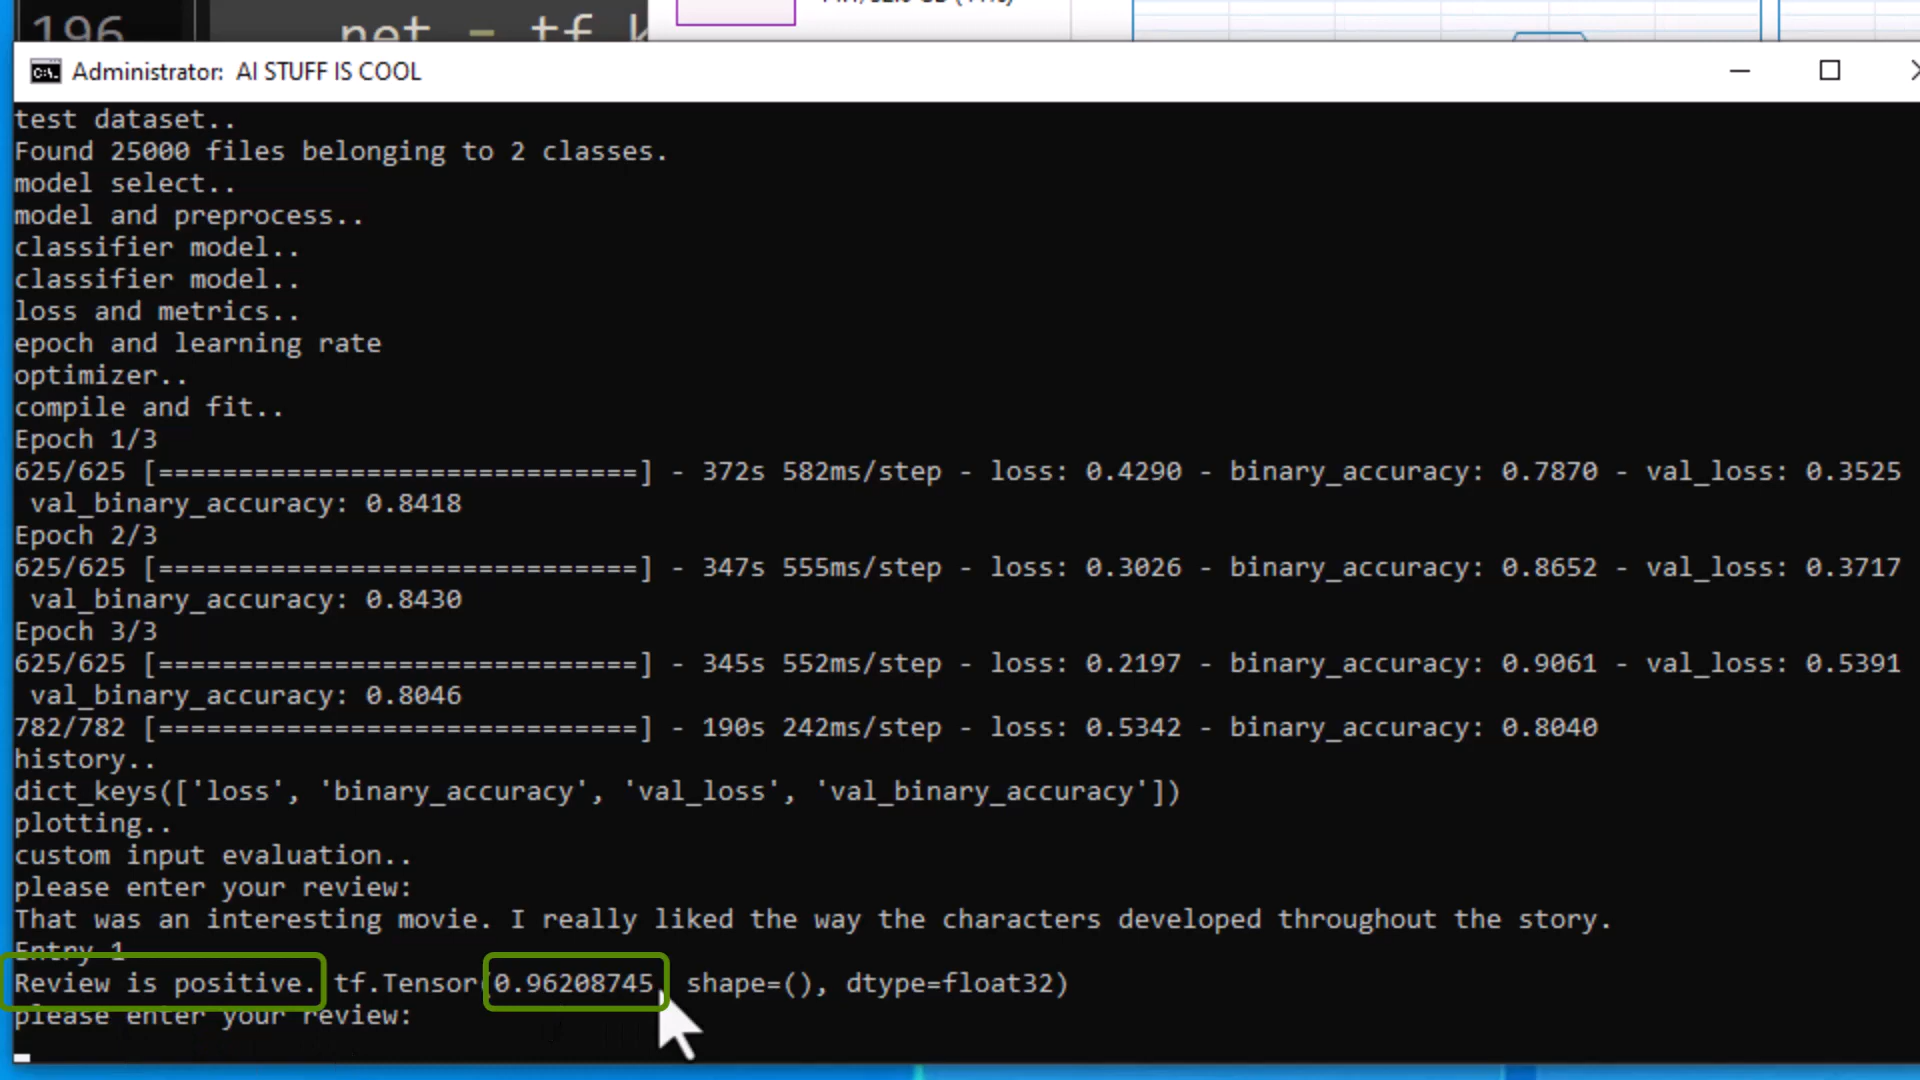 196 net = tf.k
Administrator: AI STUFF IS COOL
test dataset..
Found 25000 files belonging to 2 classes.
model select..
model and preprocess..
classifier model..
classifier model..
loss and metrics..
epoch and learning rate
optimizer..
compile and fit..
Epoch 1/3
625/625 [==============================] - 372s 582ms/step - loss: 0.4290 - binary_accuracy: 0.7870 - val_loss: 0.3525
val_binary_accuracy: 0.8418
Epoch 2/3
625/625 [==============================] - 347s 555ms/step - loss: 0.3026 - binary_accuracy: 0.8652 - val_loss: 0.3717
val_binary_accuracy: 0.8430
Epoch 3/3
625/625 [==============================] - 345s 552ms/step - loss: 0.2197 - binary_accuracy: 0.9061 - val_loss: 0.5391
val_binary_accuracy: 0.8046
782/782 [==============================] - 190s 242ms/step - loss: 0.5342 - binary_accuracy: 0.8040
history..
dict_keys(['loss', 'binary_accuracy', 'val_loss', 'val_binary_accuracy'])
plotting..
custom input evaluation..
please enter your review:
That was an interesting movie. I really liked the way the characters developed throughout the story.
Entry 1
Review is positive. tf.Tensor(0.96208745, shape=(), dtype=float32)
please enter your review: